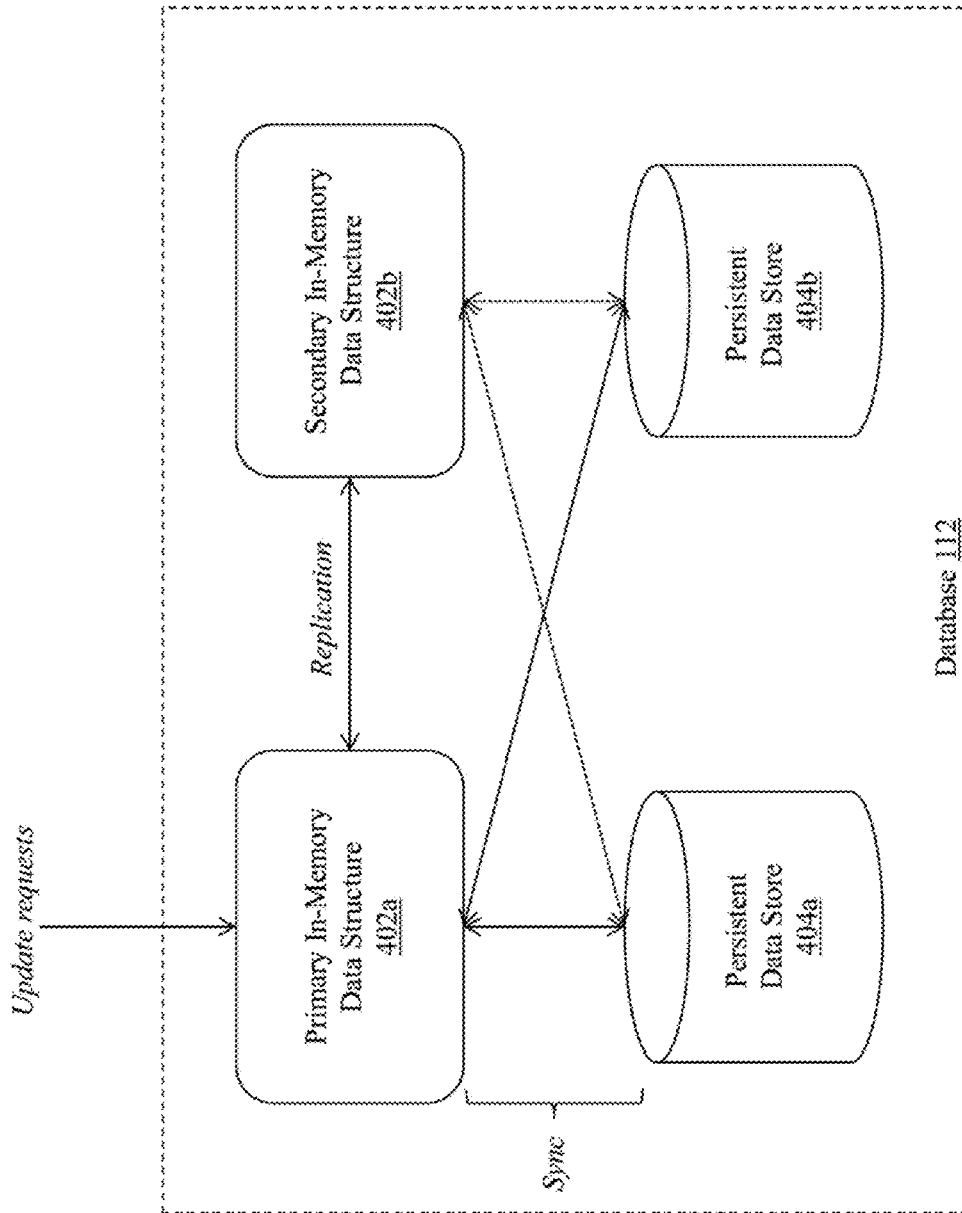 Update requests
Primary In-Memory
Data Structure
402a
Replication
Secondary In-Memory
Data Structure
402b
Sync
Persistent
Data Store
404a
Persistent
Data Store
404b
Database 112